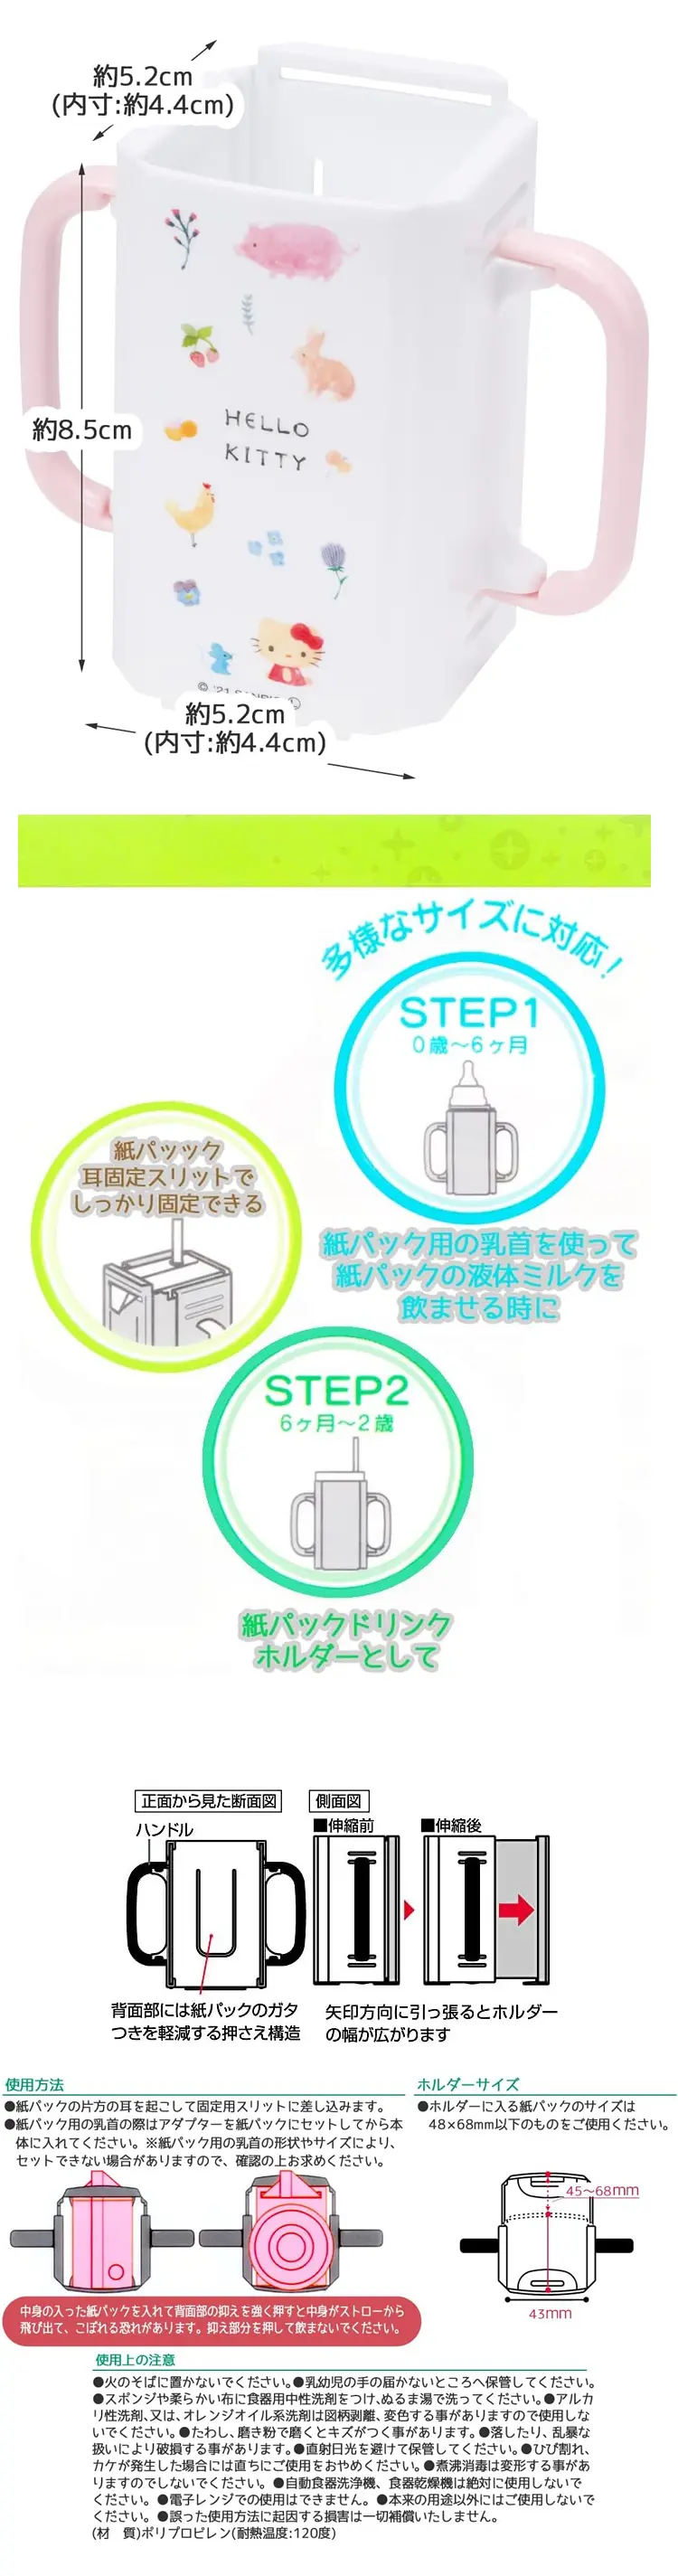 約5.2cm
(内寸:約4.4cm)
約8.5cm
HELLO
KITTY
© '21 SANRIO
約5.2cm
(内寸:約4.4cm)
多様なサイズに対応!
STEP1
0歳～6ヶ月
紙パック用の乳首を使って
紙パックの液体ミルクを
飲ませる時に
紙パッック
耳固定スリットで
しっかり固定できる
STEP2
6ヶ月～2歳
紙パックドリンク
ホルダーとして
正面から見た断面図
側面図
ハンドル
■伸縮前
■伸縮後
背面部には紙パックのガタ
つきを軽減する押さえ構造
矢印方向に引っ張るとホルダー
の幅が広がります
使用方法
●紙パックの片方の耳を起こして固定用スリットに差し込みます。
●紙パック用の乳首の際はアダプターを紙パックにセットしてから本
体に入れてください。※紙パック用の乳首の形状やサイズにより、
セットできない場合がありますので、確認の上お求めください。
ホルダーサイズ
●ホルダーに入る紙パックのサイズは
48×68mm以下のものをご使用ください。
45～68mm
43mm
中身の入った紙パックを入れて背面部の抑えを強く押すと中身がストローから
飛び出て、こぼれる恐れがあります。抑え部分を押して飲まないでください。
使用上の注意
●火のそばに置かないでください。●乳幼児の手の届かないところへ保管してください。
●スポンジや柔らかい布に食器用中性洗剤をつけ、ぬるま湯で洗ってください。●アルカ
リ性洗剤、又は、オレンジオイル系洗剤は図柄剥離、変色する事がありますので使用しな
いでください。●たわし、磨き粉で磨くとキズがつく事があります。●落したり、乱暴な
扱いにより破損する事があります。●直射日光を避けて保管してください。●ひび割れ、
カケが発生した場合には直ちにご使用をおやめください。●煮沸消毒は変形する事があ
りますのでしないでください。●自動食器洗浄機、食器乾燥機は絶対に使用しないで
ください。●電子レンジでの使用はできません。●本来の用途以外にはご使用しないで
ください。●誤った使用方法に起因する損害は一切補償いたしません。
(材　質)ポリプロピレン(耐熱温度:120度)